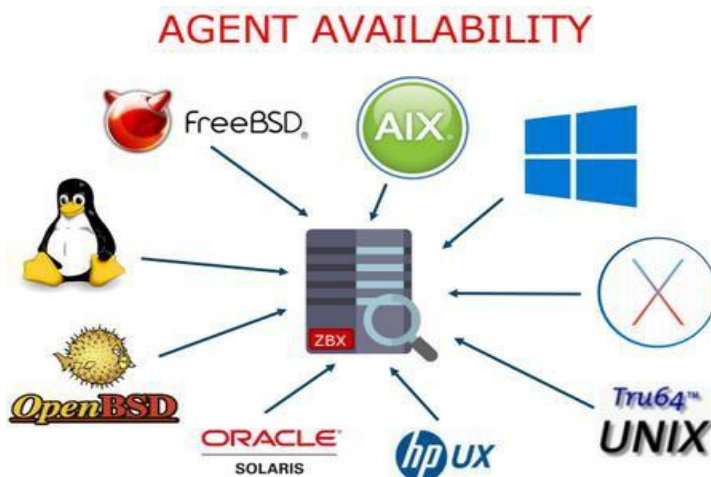 AGENT AVAILABILITY
FreeBSD®
AIX®
ZBX
OpenBSD
Tru64™
UNIX
ORACLE®
SOLARIS
hp UX